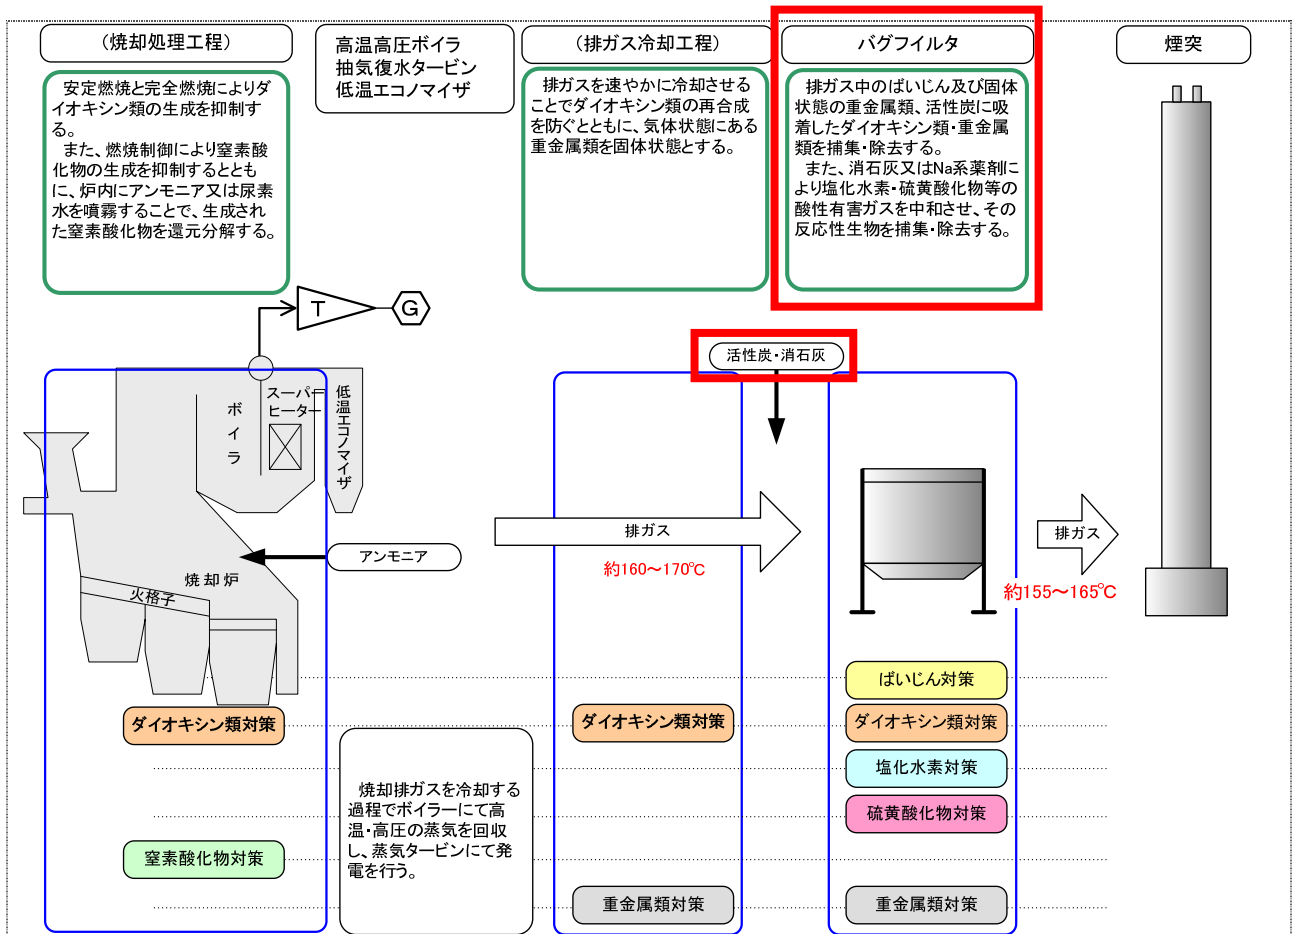 (焼却処理工程)
安定燃焼と完全燃焼によりダ
イオキシン類の生成を抑制す
る。
また、燃焼制御により窒素酸
化物の生成を抑制するととも
に、炉内にアンモニア又は尿素
水を噴霧することで、生成され
た窒素酸化物を還元分解する。
高温高圧ボイラ
抽気復水タービン
低温エコノマイザ
(排ガス冷却工程)
排ガスを速やかに冷却させる
ことでダイオキシン類の再合成
を防ぐとともに、気体状態にある
重金属類を固体状態とする。
バグフイルタ
排ガス中のばいじん及び固体
状態の重金属類、活性炭に吸
着したダイオキシン類・重金属
類を捕集・除去する。
また、消石灰又はNa系薬剤に
より塩化水素・硫黄酸化物等の
酸性有害ガスを中和させ、その
反応性生物を捕集・除去する。
煙突
T
G
活性炭・消石灰
ボイラ
スーパー
ヒーター
低温エコノマイザ
アンモニア
焼却炉
火格子
排ガス
約160～170℃
排ガス
約155～165℃
ばいじん対策
ダイオキシン類対策
ダイオキシン類対策
ダイオキシン類対策
塩化水素対策
硫黄酸化物対策
窒素酸化物対策
重金属類対策
重金属類対策
焼却排ガスを冷却する
過程でボイラーにて高
温・高圧の蒸気を回収
し、蒸気タービンにて発
電を行う。